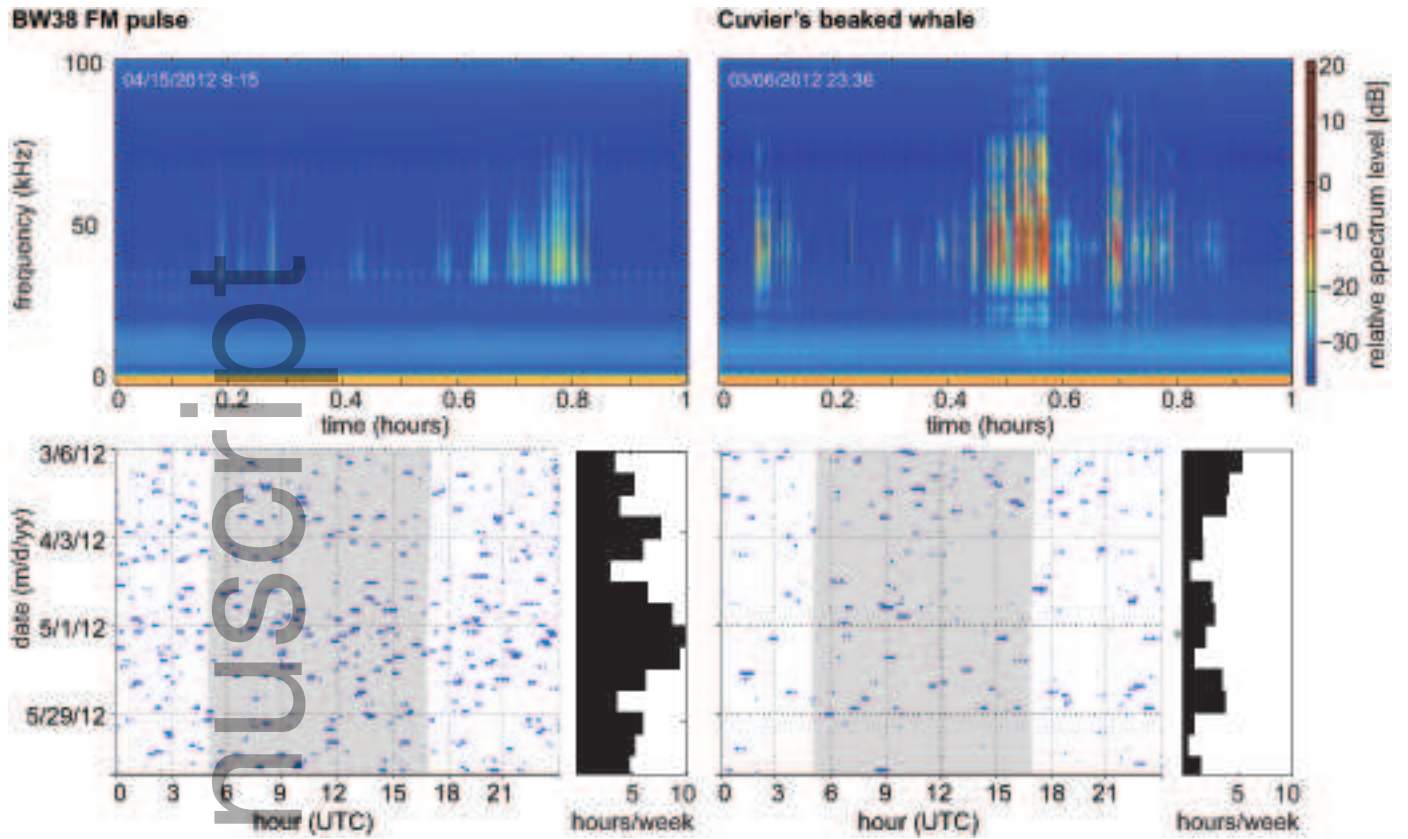 BW38 FM pulse
Cuvier's beaked whale
100
50
0
frequency (kHz)
04/15/2012 9:15
03/06/2012 23:36
20
10
0
−10
−20
−30
relative spectrum level [dB]
0 0.2 0.4 0.6 0.8 1
time (hours)
0 0.2 0.4 0.6 0.8 1
time (hours)
3/6/12
4/3/12
5/1/12
5/29/12
date (m/d/yy)
0 3 6 9 12 15 18 21
hour (UTC)
5 10
hours/week
0 3 6 9 12 15 18 21
hour (UTC)
5 10
hours/week
nuscript